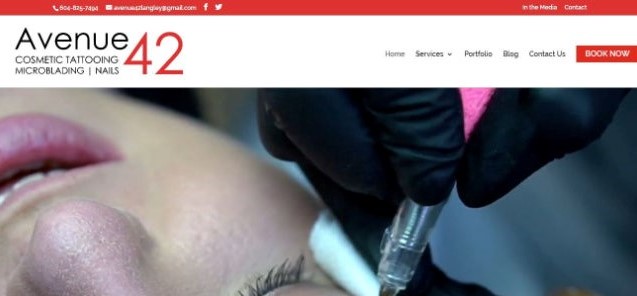 604-825-7494 avenue42langley@gmail.com In the Media Contact
Avenue 42
COSMETIC TATTOOING
MICROBLADING | NAILS
Home Services Portfolio Blog Contact Us BOOK NOW